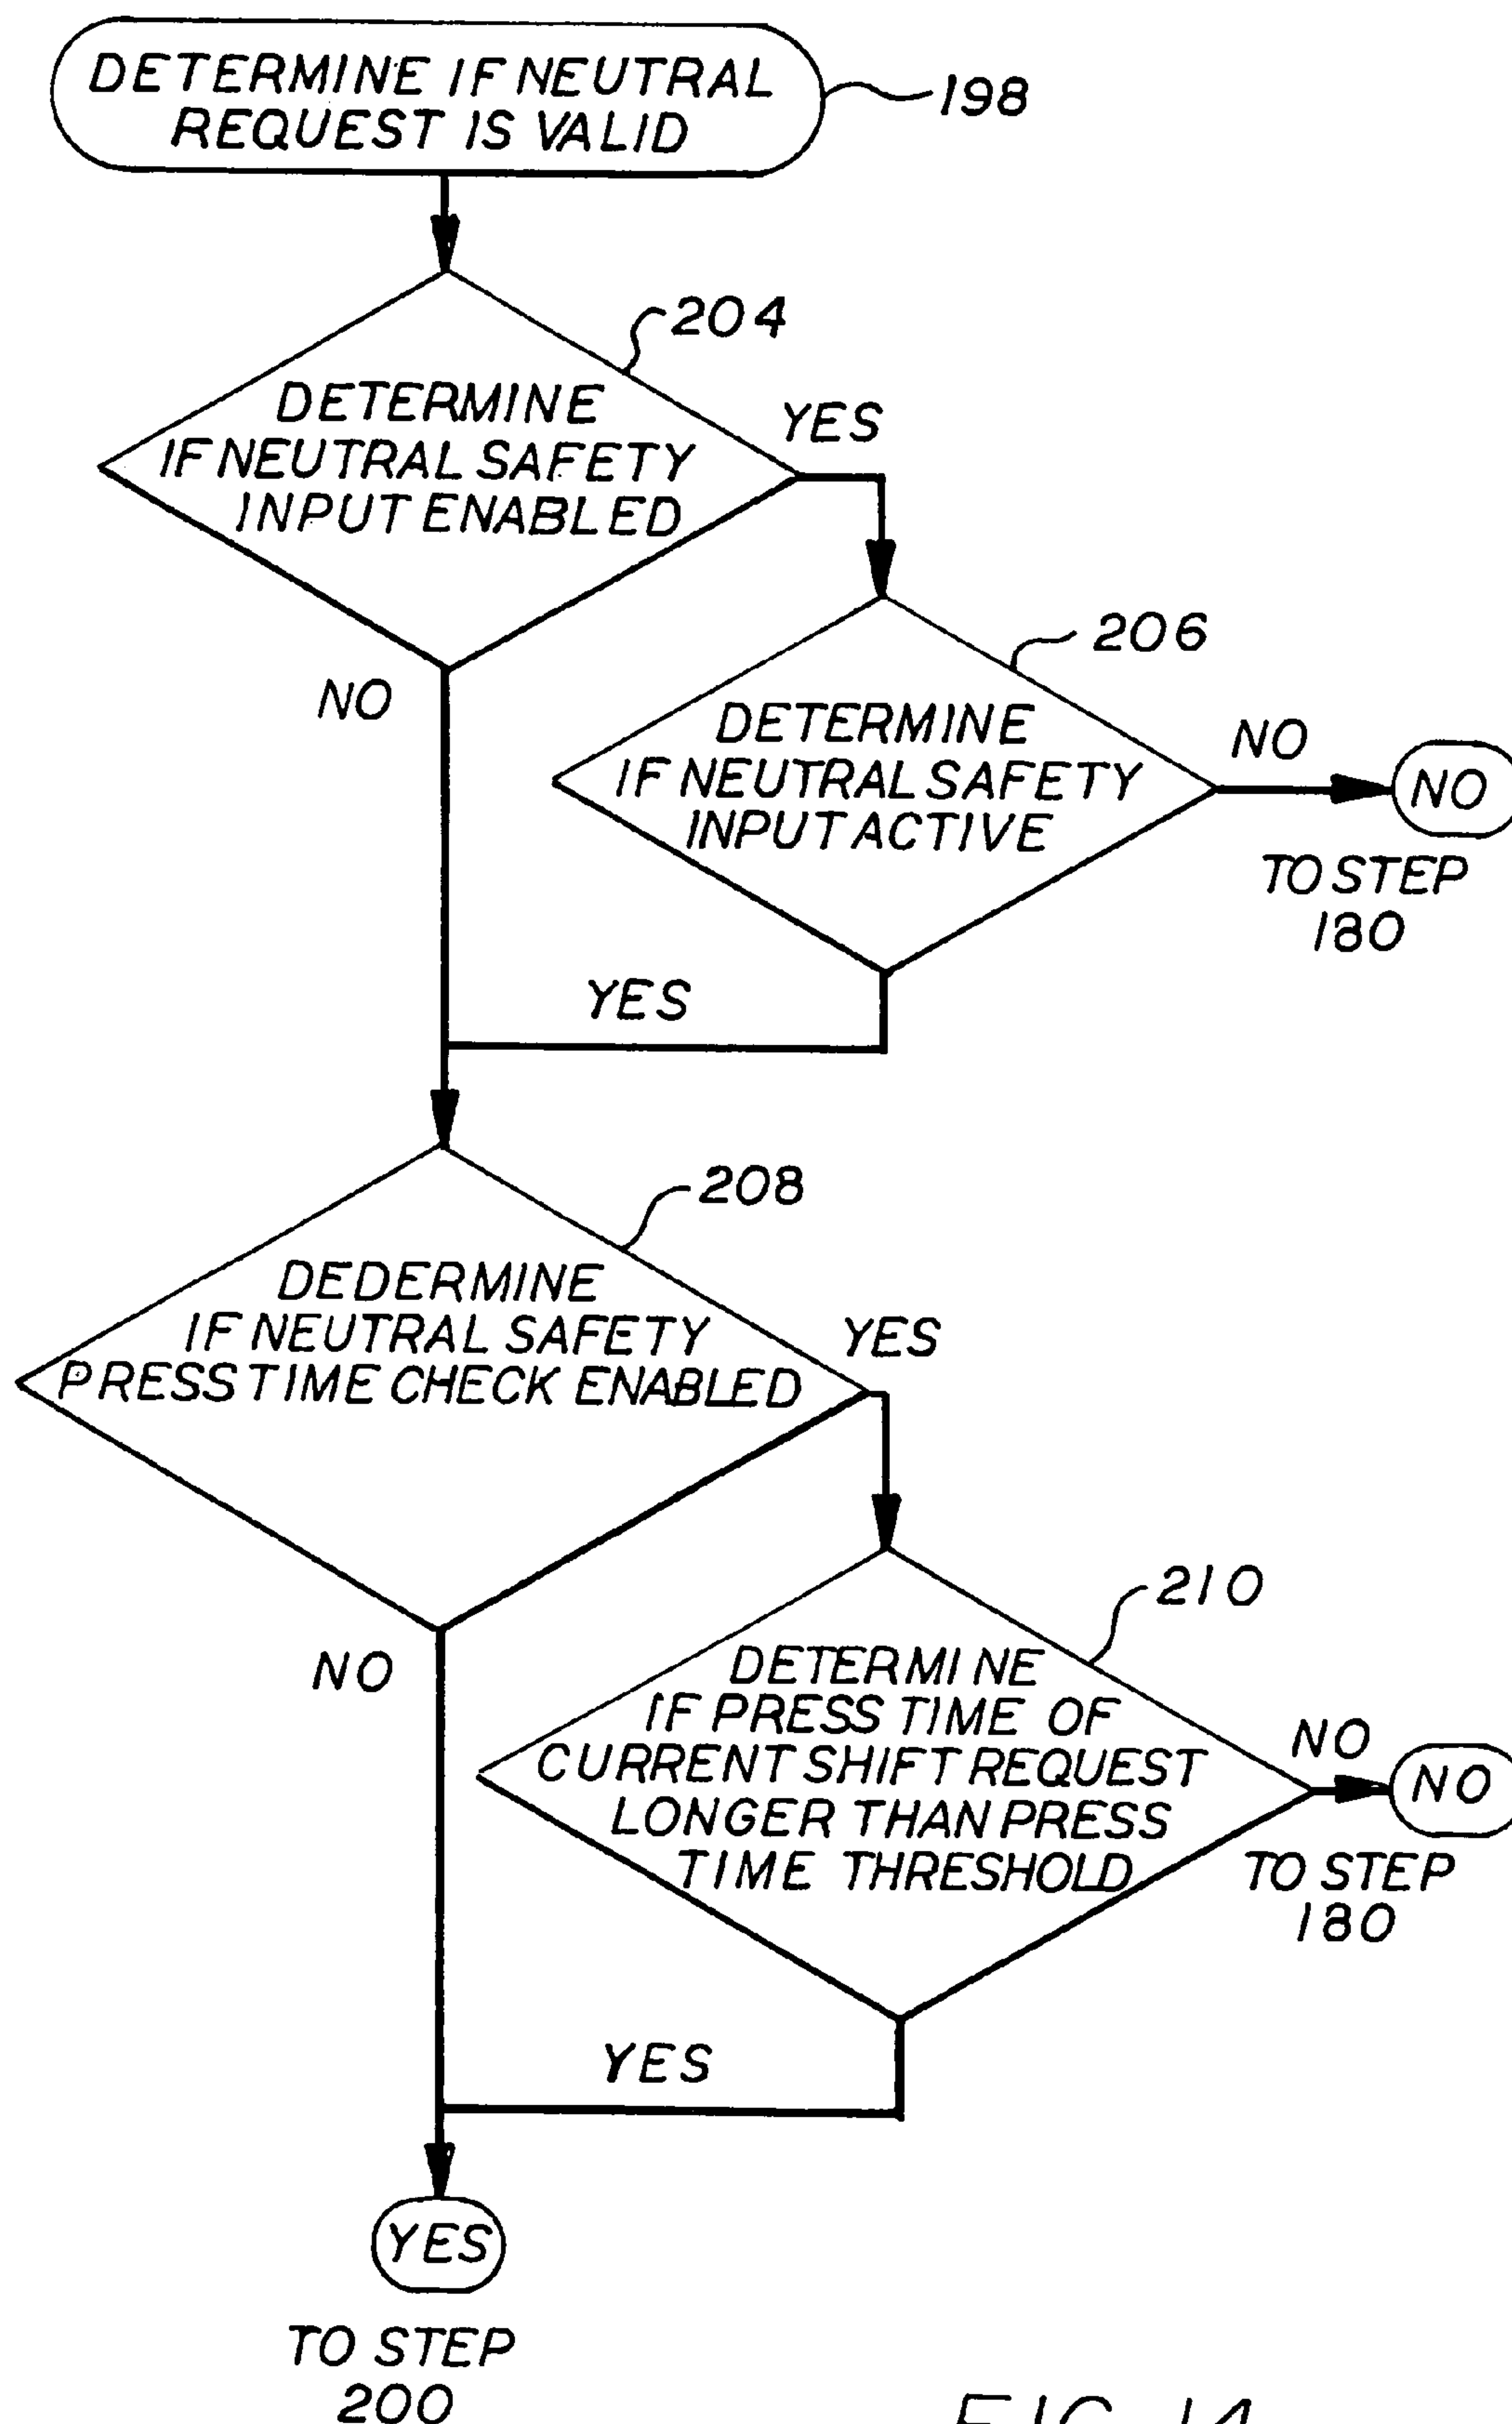 DETERMINE IF NEUTRAL
REQUEST IS VALID
198
204
DETERMINE
IF NEUTRAL SAFETY
INPUT ENABLED
YES
NO
206
DETERMINE
IF NEUTRAL SAFETY
INPUT ACTIVE
NO
NO
TO STEP
180
YES
208
DEDERMINE
IF NEUTRAL SAFETY
PRESS TIME CHECK ENABLED
YES
NO
210
DETERMINE
IF PRESS TIME OF
CURRENT SHIFT REQUEST
LONGER THAN PRESS
TIME THRESHOLD
NO
NO
TO STEP
180
YES
YES
TO STEP
200
FIG. 14